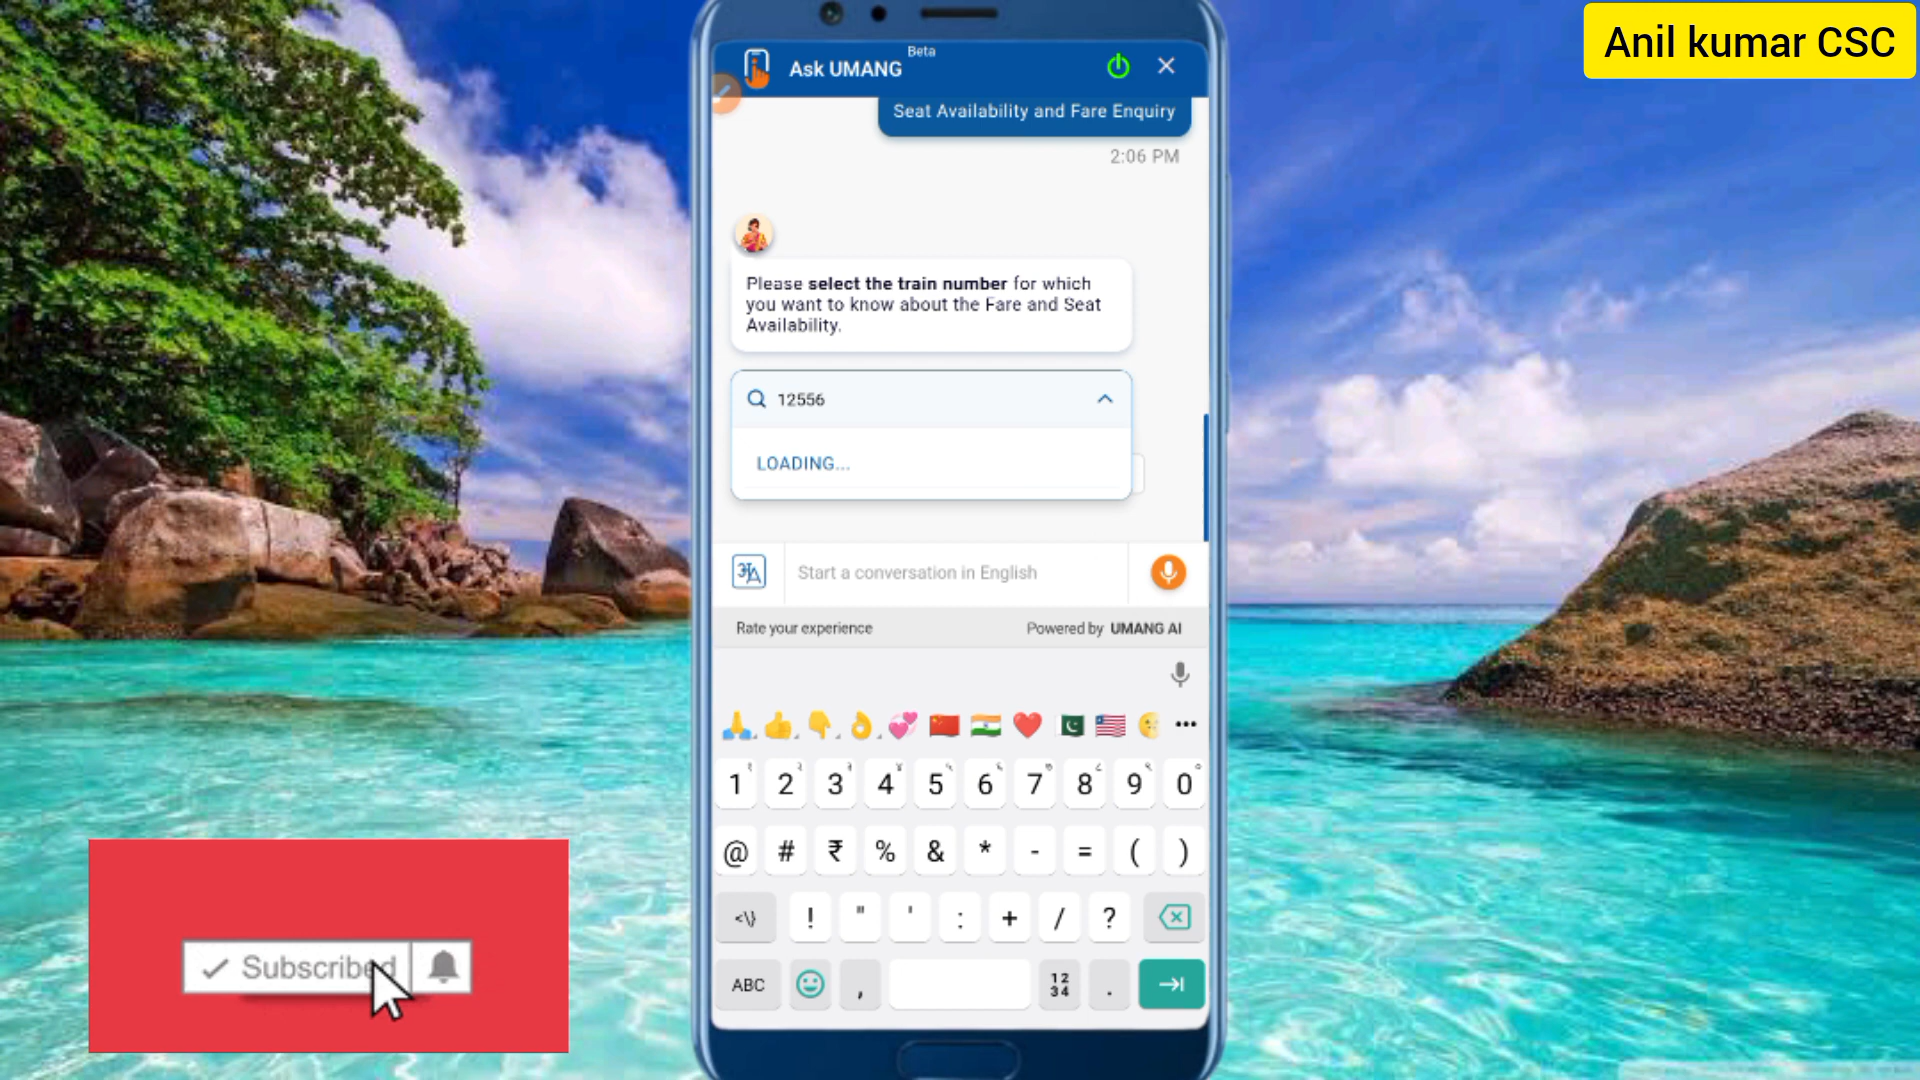 Anil kumar CSC
Ask UMANG
Beta
Seat Availability and Fare Enquiry
2:06 PM
Please select the train number for which
you want to know about the Fare and Seat
Availability.
12556
LOADING...
अ/A
Start a conversation in English
Rate your experience
Powered by UMANG AI
1 2 3 4 5 6 7 8 9 0
@ # ₹ % & * - = ( )
<\} ! " ' : + / ?
ABC , 12 34 .
Subscribed